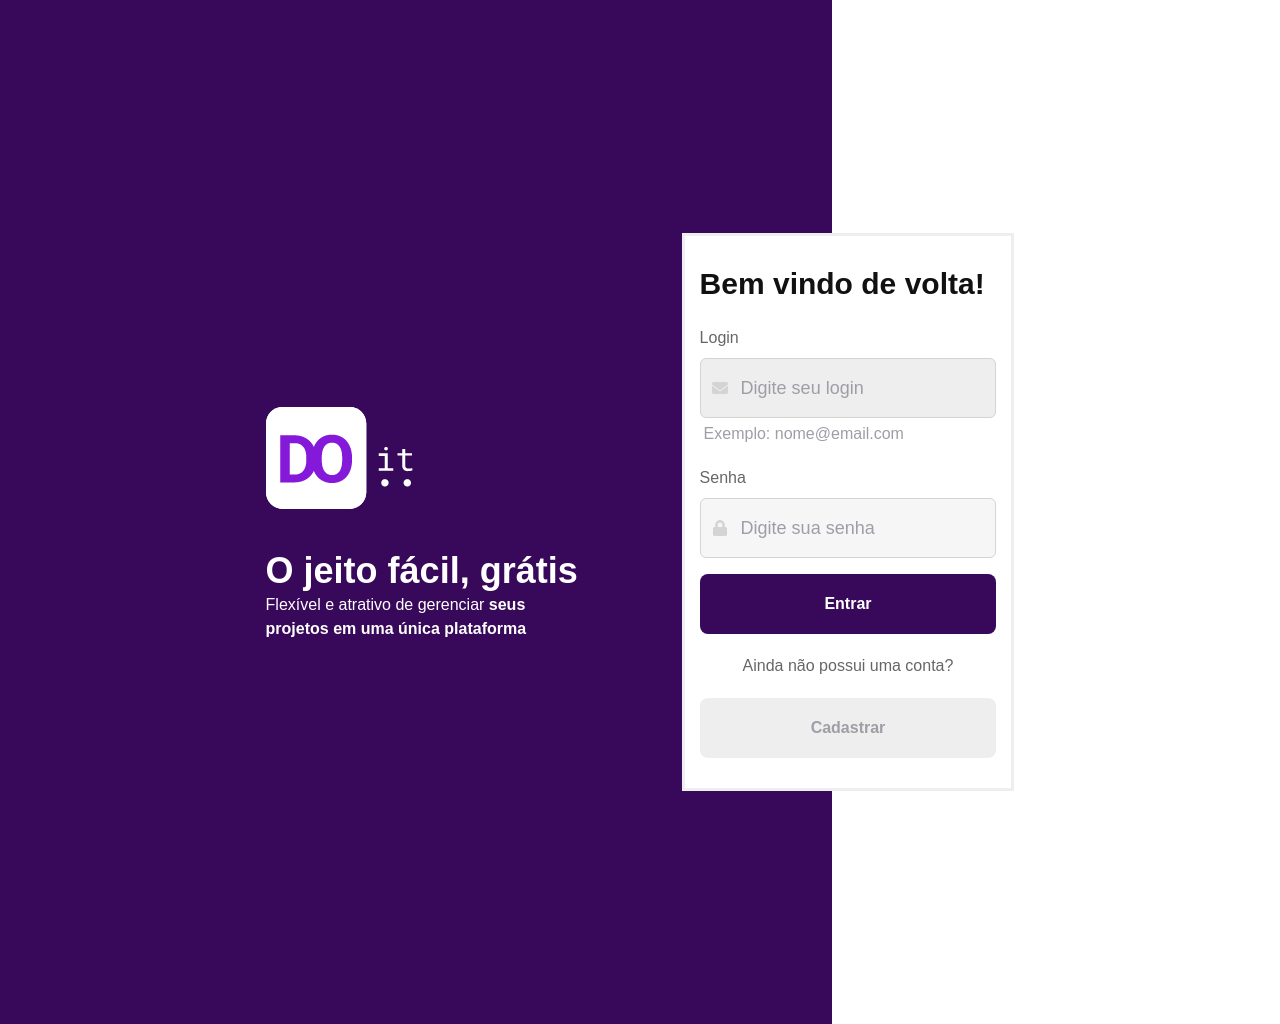 DO it
O jeito fácil, grátis
Flexível e atrativo de gerenciar seus
projetos em uma única plataforma
Bem vindo de volta!
Login
Digite seu login
Exemplo: nome@email.com
Senha
Digite sua senha
Entrar
Ainda não possui uma conta?
Cadastrar